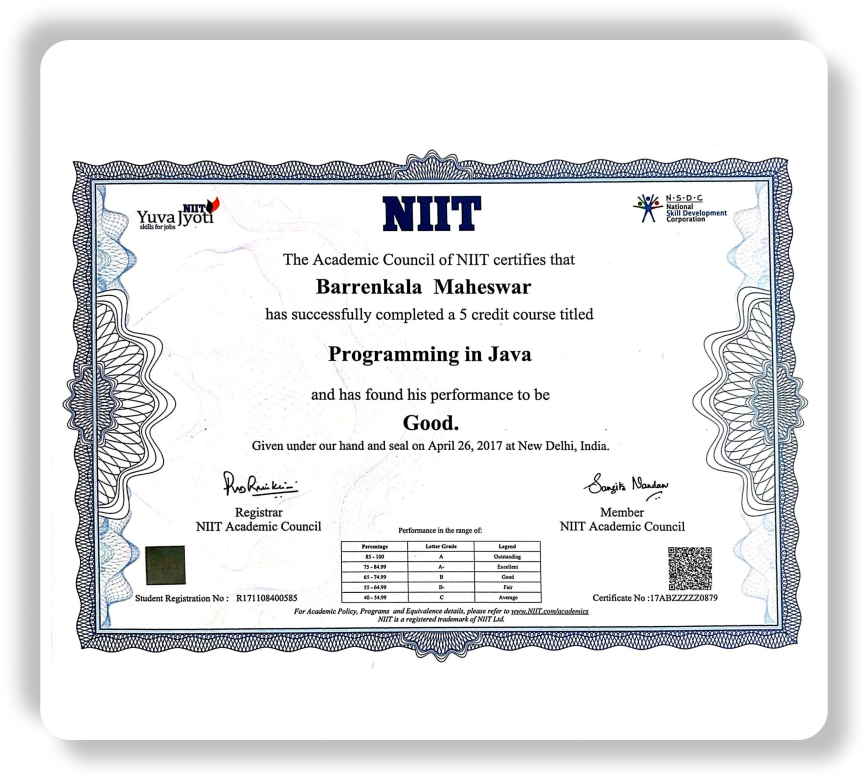 NIIT
Yuva Jyoti
skills for jobs
NIIT
N·S·D·C
National
Skill Development
Corporation
The Academic Council of NIIT certifies that
Barrenkala Maheswar
has successfully completed a 5 credit course titled
Programming in Java
and has found his performance to be
Good.
Given under our hand and seal on April 26, 2017 at New Delhi, India.
Registrar
NIIT Academic Council
Sangita Nandan
Member
NIIT Academic Council
Performance in the range of:
Percentage Letter Grade Legend
85 - 100 A Outstanding
75 - 84.99 A- Excellent
65 - 74.99 B Good
55 - 64.99 B- Fair
40 - 54.99 C Average
NIIT
Student Registration No : R171108400585
Certificate No :17ABZZZZZ0879
For Academic Policy, Programs and Equivalence details, please refer to www.NIIT.com/academics
NIIT is a registered trademark of NIIT Ltd.